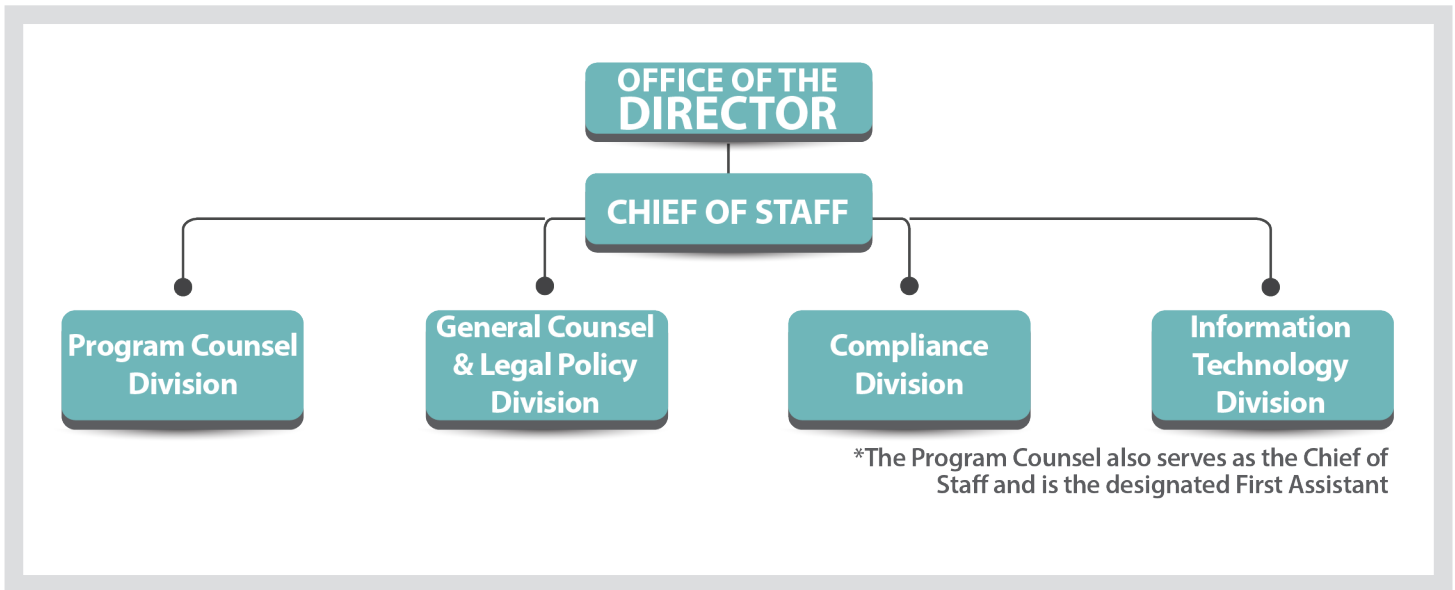 OFFICE OF THE
DIRECTOR
CHIEF OF STAFF
Program Counsel
Division
General Counsel
& Legal Policy
Division
Compliance
Division
Information
Technology
Division
*The Program Counsel also serves as the Chief of
Staff and is the designated First Assistant